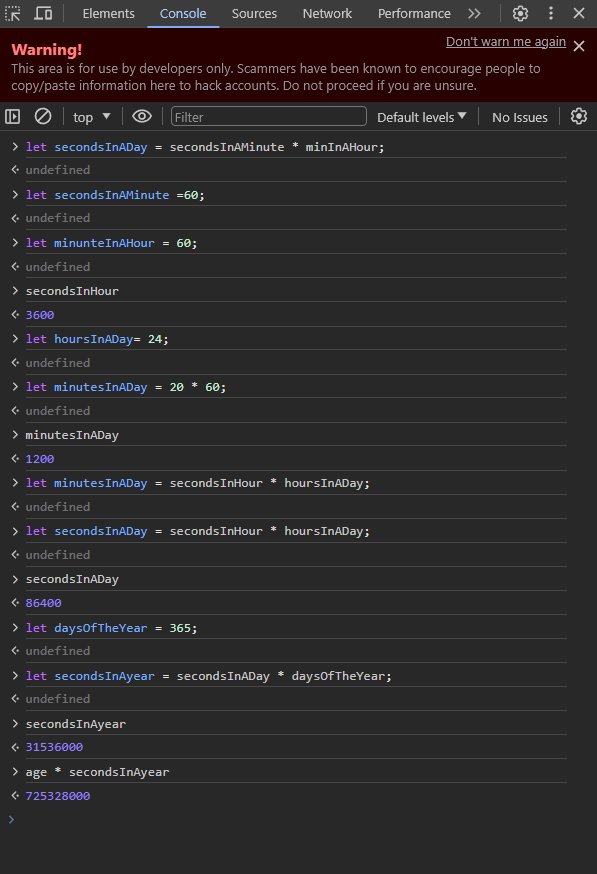 Elements Console Sources Network Performance
Warning! Don't warn me again
This area is for use by developers only. Scammers have been known to encourage people to
copy/paste information here to hack accounts. Do not proceed if you are unsure.
top Filter Default levels No Issues
let secondsInADay = secondsInAMinute * minInAHour;
undefined
let secondsInAMinute =60;
undefined
let minunteInAHour = 60;
undefined
secondsInHour
3600
let hoursInADay= 24;
undefined
let minutesInADay = 20 * 60;
undefined
minutesInADay
1200
let minutesInADay = secondsInHour * hoursInADay;
undefined
let secondsInADay = secondsInHour * hoursInADay;
undefined
secondsInADay
86400
let daysOfTheYear = 365;
undefined
let secondsInAyear = secondsInADay * daysOfTheYear;
undefined
secondsInAyear
31536000
age * secondsInAyear
725328000